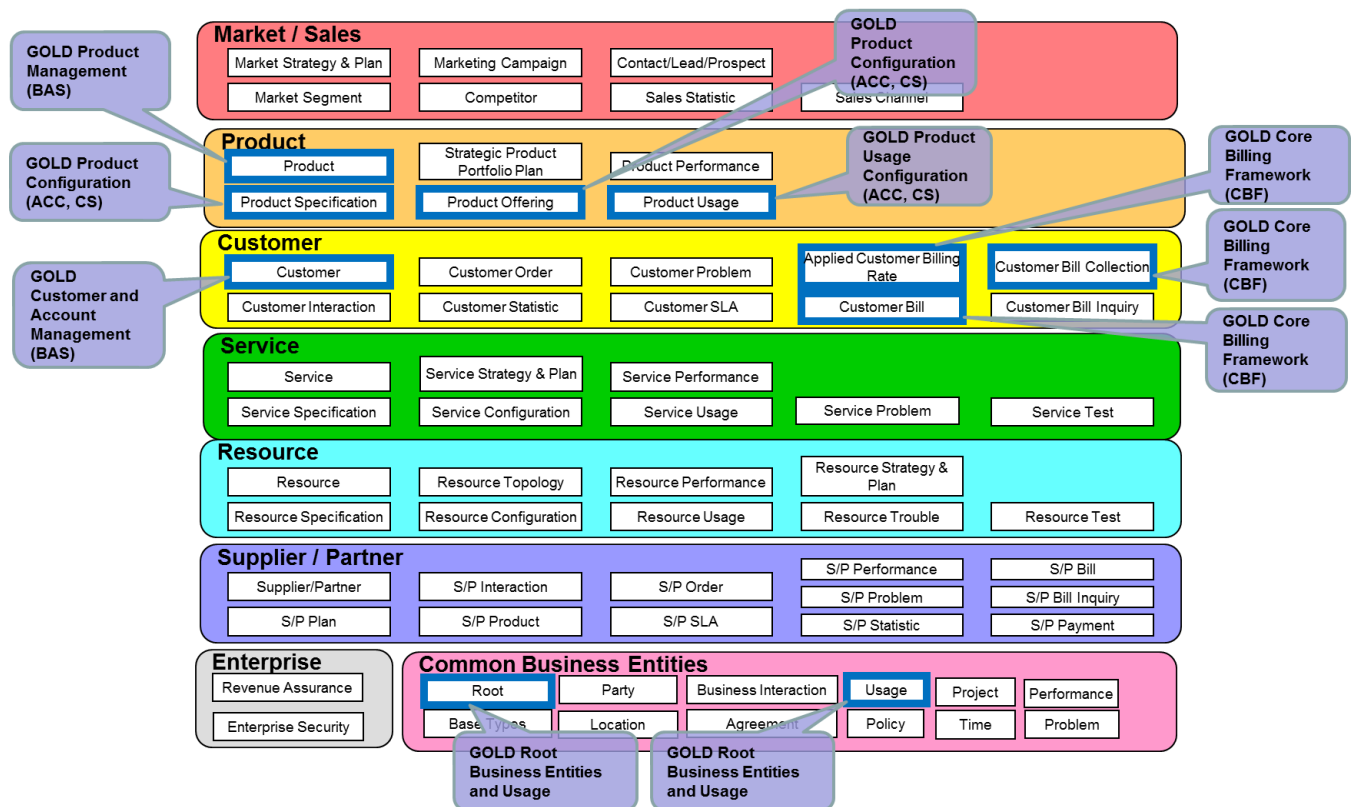 Market / Sales
Market Strategy & Plan
Marketing Campaign
Contact/Lead/Prospect
Market Segment
Competitor
Sales Statistic
Sales Channel
GOLD Product
Management
(BAS)
GOLD
Product
Configuration
(ACC, CS)
Product
Product
Strategic Product
Portfolio Plan
Product Performance
Product Specification
Product Offering
Product Usage
GOLD Product
Configuration
(ACC, CS)
GOLD Product
Usage
Configuration
(ACC, CS)
GOLD Core
Billing
Framework
(CBF)
Customer
Customer
Customer Order
Customer Problem
Applied Customer Billing
Rate
Customer Bill Collection
Customer Interaction
Customer Statistic
Customer SLA
Customer Bill
Customer Bill Inquiry
GOLD
Customer and
Account
Management
(BAS)
GOLD Core
Billing
Framework
(CBF)
GOLD Core
Billing
Framework
(CBF)
Service
Service
Service Strategy & Plan
Service Performance
Service Specification
Service Configuration
Service Usage
Service Problem
Service Test
Resource
Resource
Resource Topology
Resource Performance
Resource Strategy &
Plan
Resource Specification
Resource Configuration
Resource Usage
Resource Trouble
Resource Test
Supplier / Partner
Supplier/Partner
S/P Interaction
S/P Order
S/P Performance
S/P Bill
S/P Problem
S/P Bill Inquiry
S/P Plan
S/P Product
S/P SLA
S/P Statistic
S/P Payment
Enterprise
Revenue Assurance
Enterprise Security
Common Business Entities
Root
Party
Business Interaction
Usage
Project
Performance
Base Types
Location
Agreement
Policy
Time
Problem
GOLD Root
Business Entities
and Usage
GOLD Root
Business Entities
and Usage